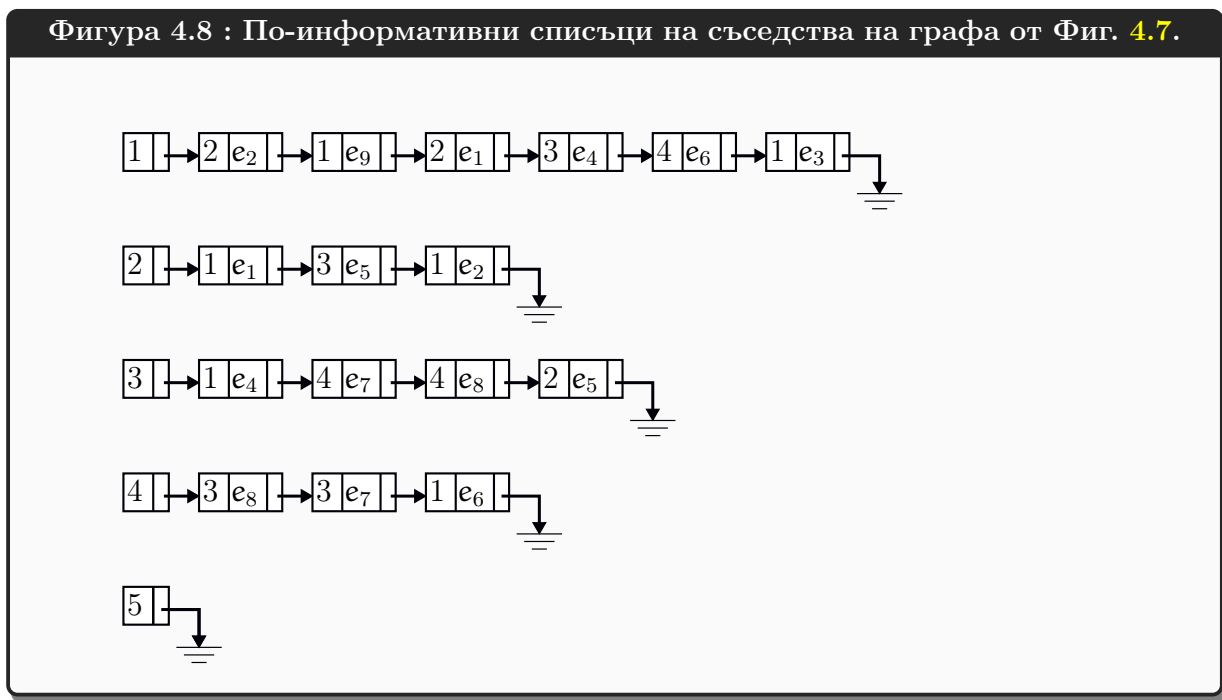 Фигура 4.8 : По-информативни списъци на съседства на графа от Фиг. 4.7.
1 2 e₂ 1 e₉ 2 e₁ 3 e₄ 4 e₆ 1 e₃
2 1 e₁ 3 e₅ 1 e₂
3 1 e₄ 4 e₇ 4 e₈ 2 e₅
4 3 e₈ 3 e₇ 1 e₆
5